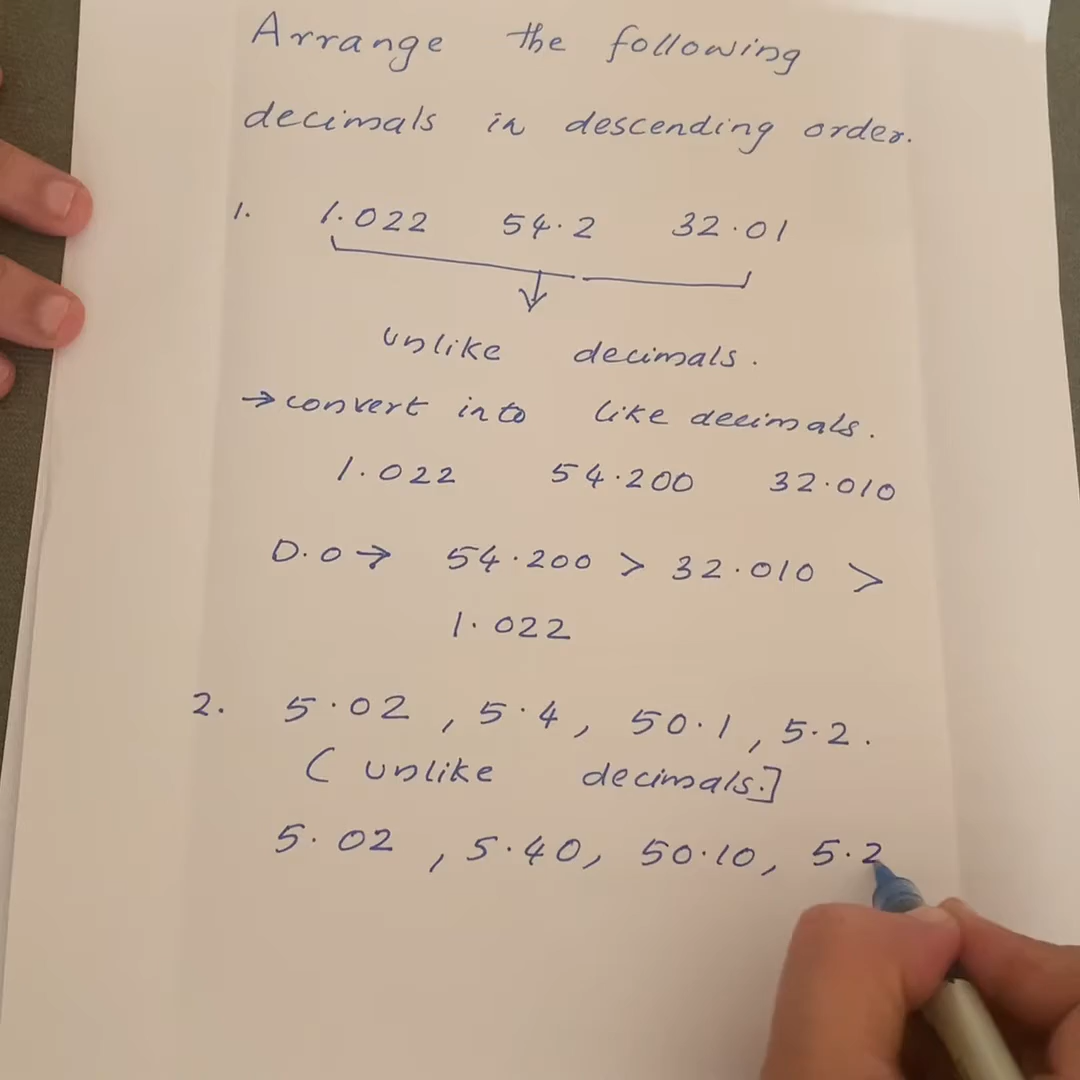 Arrange the following
decimals in descending order.
1. 1.022 54.2 32.01
↓
unlike decimals.
→ convert into like decimals.
1.022 54.200 32.010
D.O → 54.200 > 32.010 >
1.022
2. 5.02 , 5.4 , 50.1 , 5.2.
( unlike decimals.]
5.02 , 5.40, 50.10, 5.2